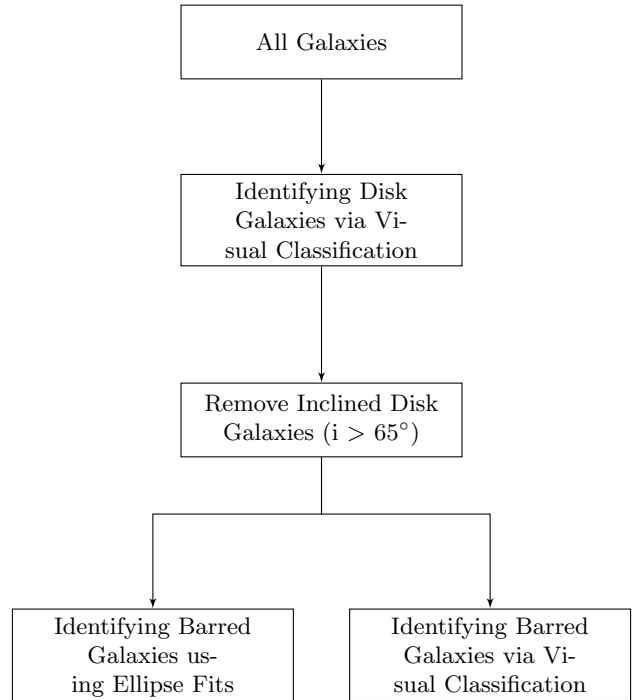 All Galaxies
Identifying Disk
Galaxies via Vi-
sual Classification
Remove Inclined Disk
Galaxies (i > 65°)
Identifying Barred
Galaxies us-
ing Ellipse Fits
Identifying Barred
Galaxies via Vi-
sual Classification